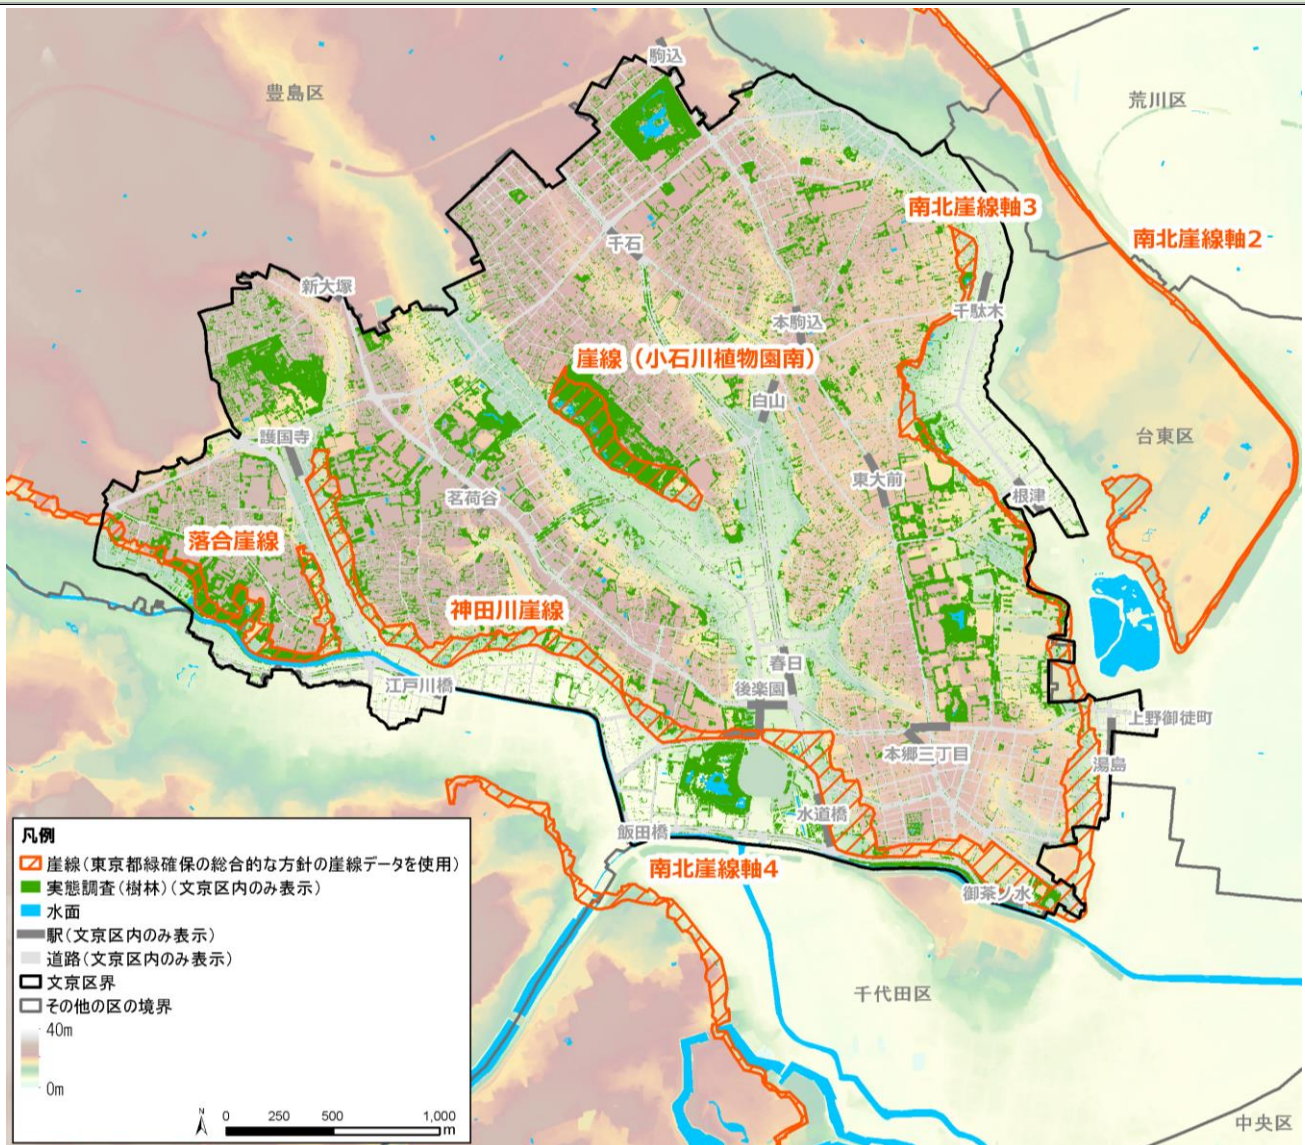 駒込
豊島区
荒川区
南北崖線軸3
南北崖線軸2
千石
新大塚
千駄木
本駒込
崖線（小石川植物園南）
白山
護国寺
台東区
東大前
茗荷谷
根津
落合崖線
神田川崖線
春日
江戸川橋
後楽園
上野御徒町
本郷三丁目
湯島
水道橋
飯田橋
南北崖線軸4
御茶ノ水
千代田区
中央区
凡例
崖線(東京都緑確保の総合的な方針の崖線データを使用)
実態調査(樹林)(文京区内のみ表示)
水面
駅(文京区内のみ表示)
道路(文京区内のみ表示)
文京区界
その他の区の境界
40m
0m
N
0 250 500 1,000
m